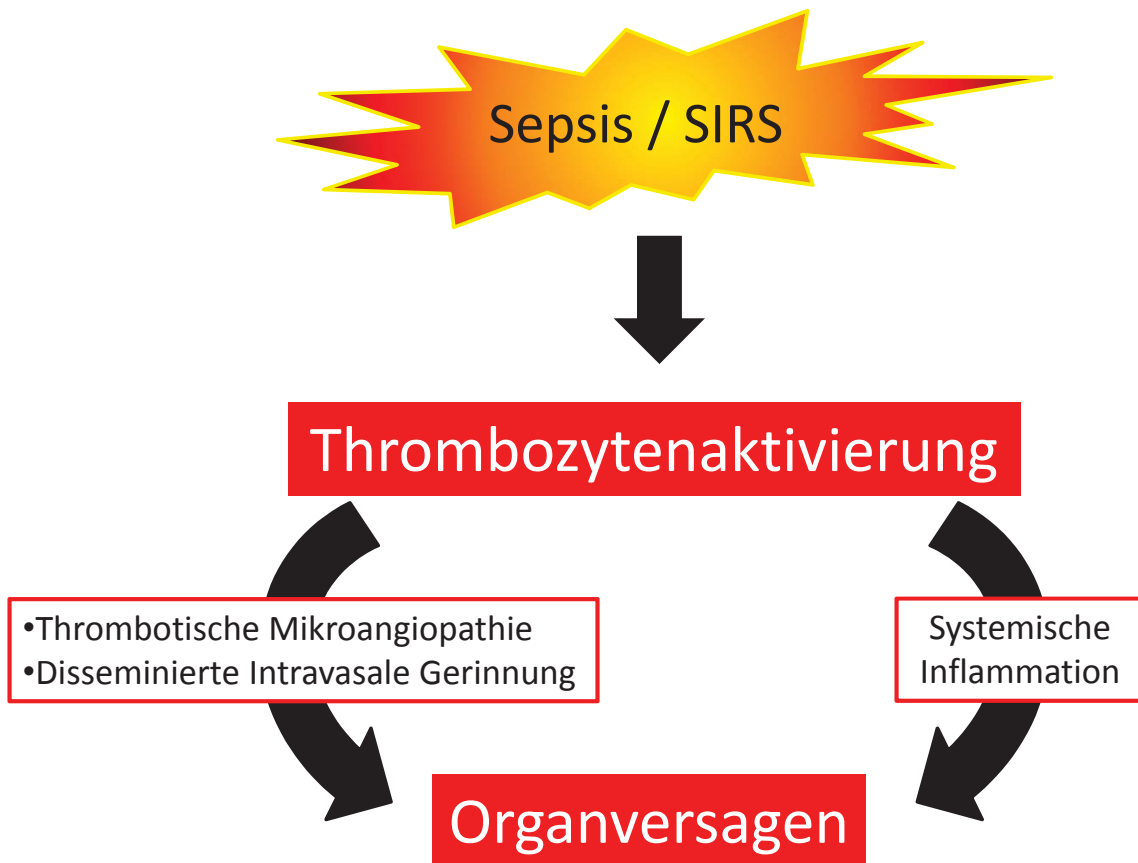 Sepsis / SIRS
Thrombozytenaktivierung
•Thrombotische Mikroangiopathie
•Disseminierte Intravasale Gerinnung
Systemische
Inflammation
Organversagen